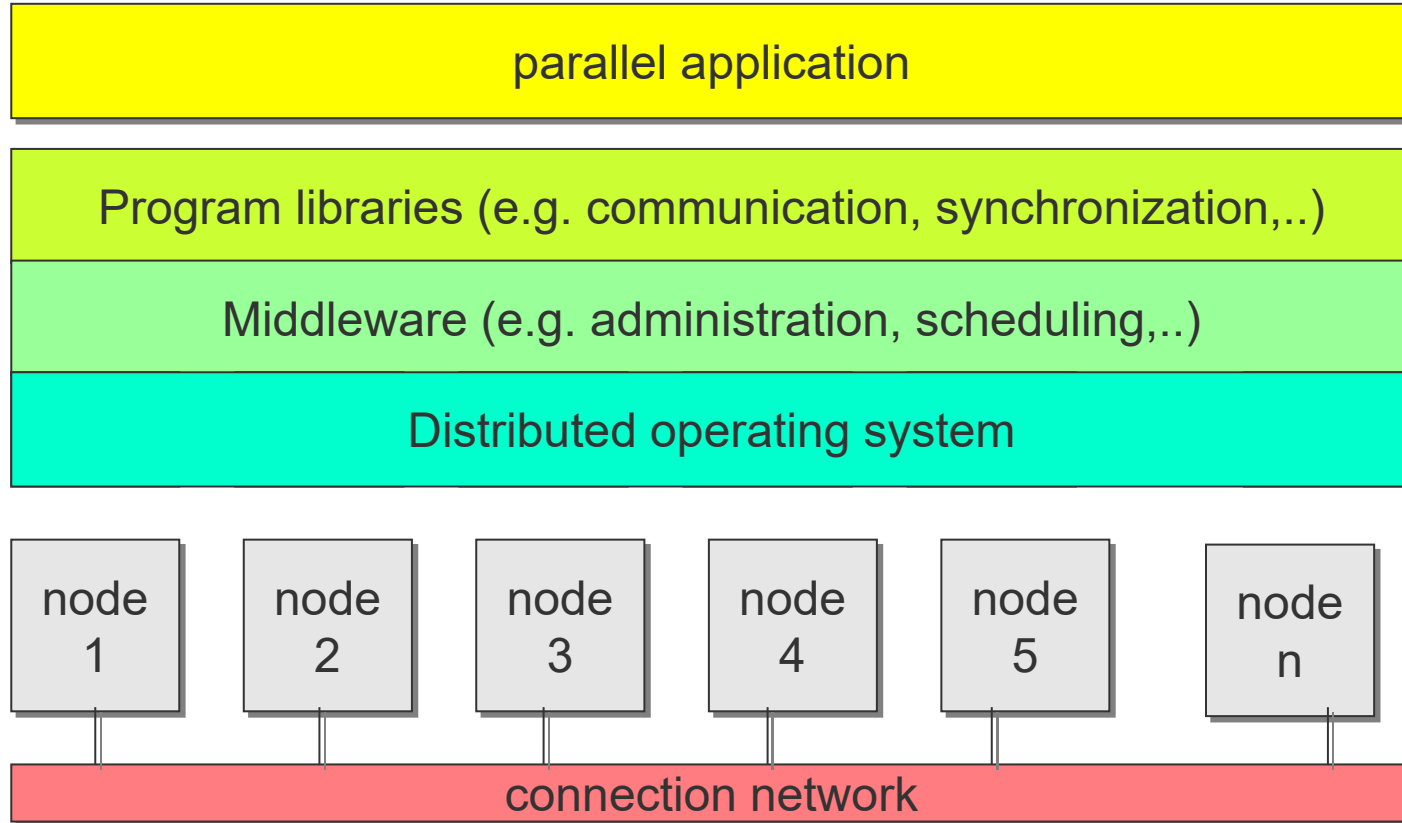 parallel application
Program libraries (e.g. communication, synchronization,..)
Middleware (e.g. administration, scheduling,..)
Distributed operating system
node
1
node
2
node
3
node
4
node
5
node
n
connection network